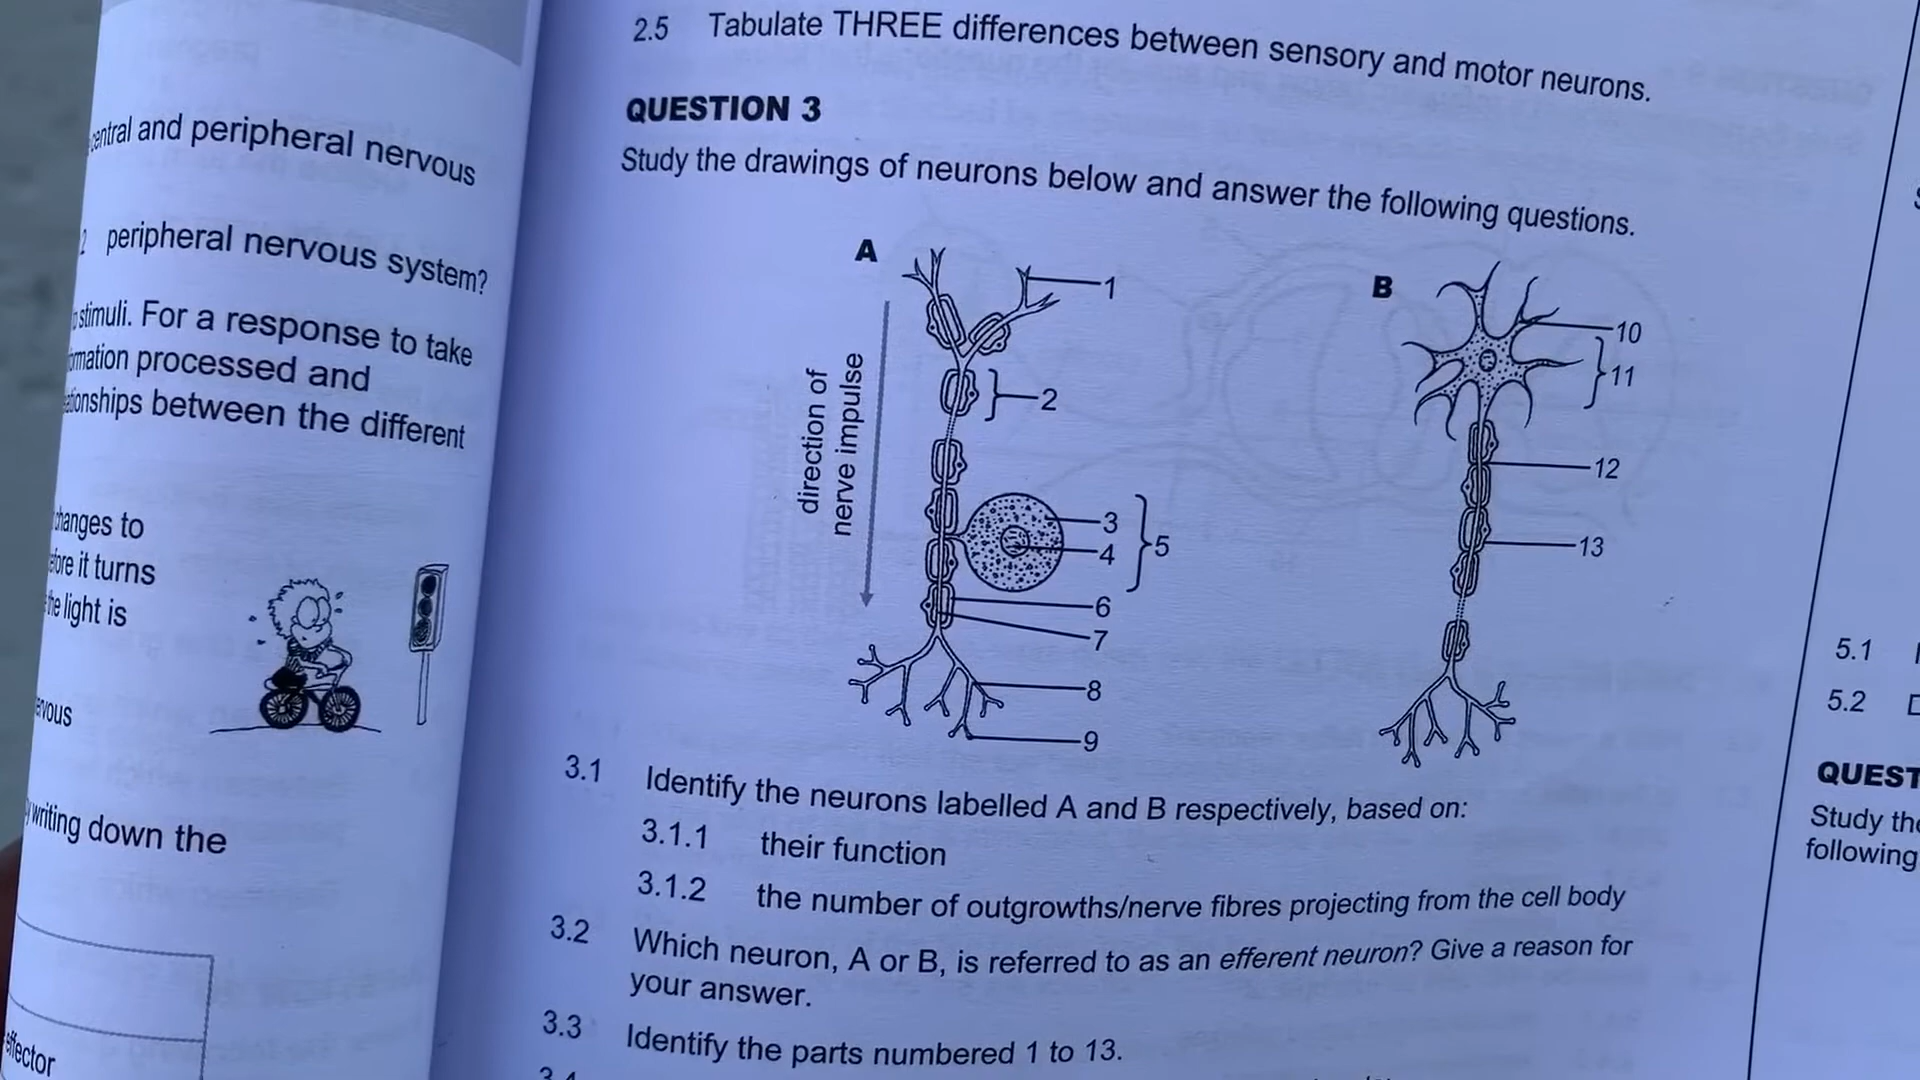 central and peripheral nervous
2 peripheral nervous system?
stimuli. For a response to take
processed and
between the different
changes to
it turns
light is
writing down the
effector
2.5 Tabulate THREE differences between sensory and motor neurons.
QUESTION 3
Study the drawings of neurons below and answer the following questions.
A
direction of
nerve impulse
1
2
3
4
5
6
7
8
9
B
10
11
12
13
3.1 Identify the neurons labelled A and B respectively, based on:
3.1.1 their function
3.1.2 the number of outgrowths/nerve fibres projecting from the cell body
3.2 Which neuron, A or B, is referred to as an efferent neuron? Give a reason for
your answer.
3.3 Identify the parts numbered 1 to 13.
5.1
5.2
QUEST
Study the
following